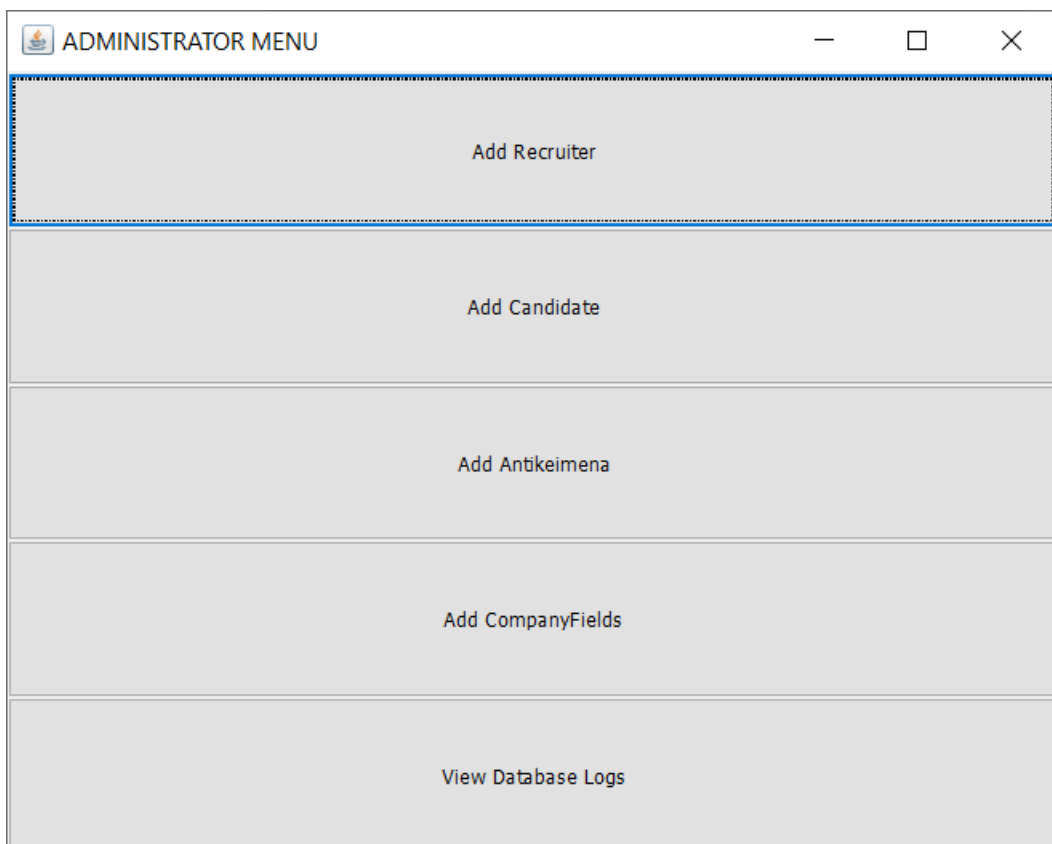 ADMINISTRATOR MENU
Add Recruiter
Add Candidate
Add Antikeimena
Add CompanyFields
View Database Logs